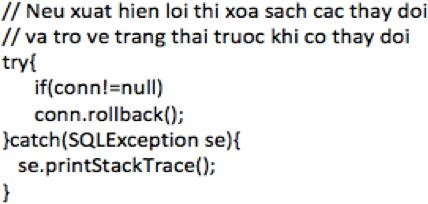 // Neu xuat hien loi thi xoa sach cac thay doi
// va tro ve trang thai truoc khi co thay doi
try{
if(conn!=null)
conn.rollback();
}catch(SQLException se){
se.printStackTrace();
}